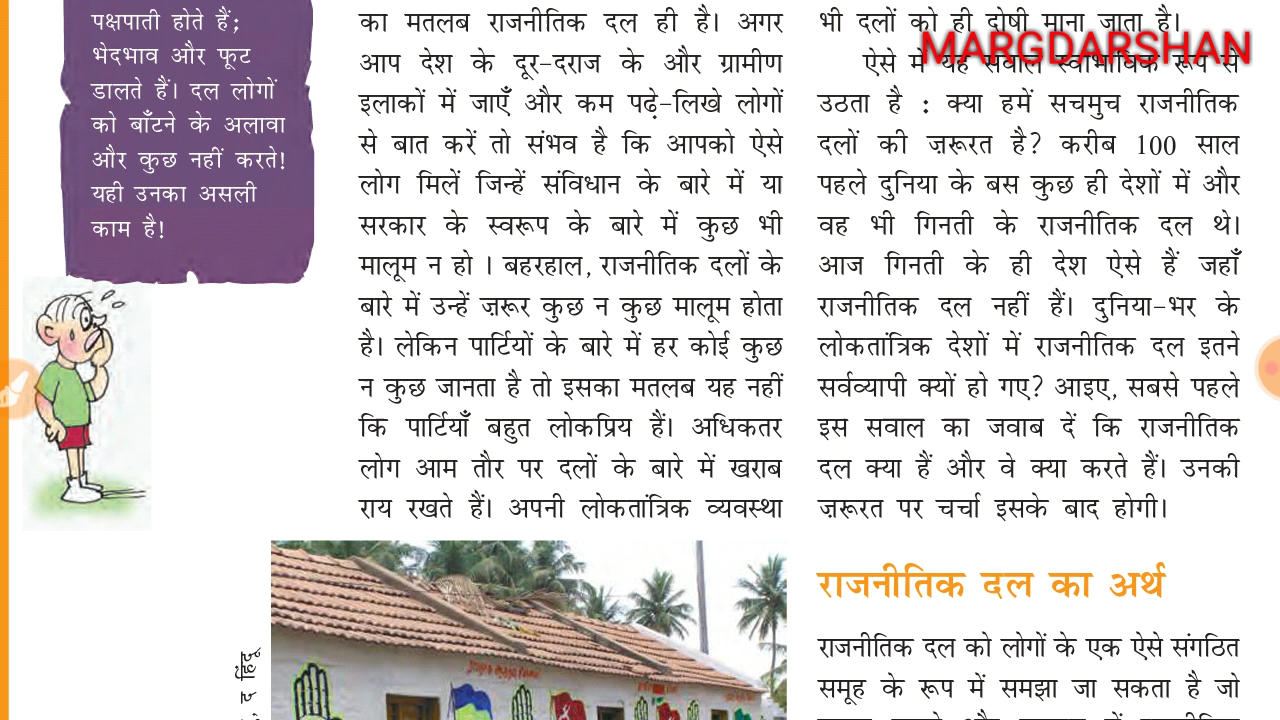 पक्षपाती होते हैं;
भेदभाव और फूट
डालते हैं। दल लोगों
को बाँटने के अलावा
और कुछ नहीं करते!
यही उनका असली
काम है!
का मतलब राजनीतिक दल ही है। अगर
आप देश के दूर-दराज के और ग्रामीण
इलाकों में जाएँ और कम पढ़े-लिखे लोगों
से बात करें तो संभव है कि आपको ऐसे
लोग मिलें जिन्हें संविधान के बारे में या
सरकार के स्वरूप के बारे में कुछ भी
मालूम न हो । बहरहाल, राजनीतिक दलों के
बारे में उन्हें ज़रूर कुछ न कुछ मालूम होता
है। लेकिन पार्टियों के बारे में हर कोई कुछ
न कुछ जानता है तो इसका मतलब यह नहीं
कि पार्टियाँ बहुत लोकप्रिय हैं। अधिकतर
लोग आम तौर पर दलों के बारे में खराब
राय रखते हैं। अपनी लोकतांत्रिक व्यवस्था
द हिंदू
भी दलों को ही दोषी माना जाता है।
MARGDARSHAN
ऐसे में यह सवाल स्वाभाविक रूप से
उठता है : क्या हमें सचमुच राजनीतिक
दलों की ज़रूरत है? करीब 100 साल
पहले दुनिया के बस कुछ ही देशों में और
वह भी गिनती के राजनीतिक दल थे।
आज गिनती के ही देश ऐसे हैं जहाँ
राजनीतिक दल नहीं हैं। दुनिया-भर के
लोकतांत्रिक देशों में राजनीतिक दल इतने
सर्वव्यापी क्यों हो गए? आइए, सबसे पहले
इस सवाल का जवाब दें कि राजनीतिक
दल क्या हैं और वे क्या करते हैं। उनकी
ज़रूरत पर चर्चा इसके बाद होगी।
राजनीतिक दल का अर्थ
राजनीतिक दल को लोगों के एक ऐसे संगठित
समूह के रूप में समझा जा सकता है जो